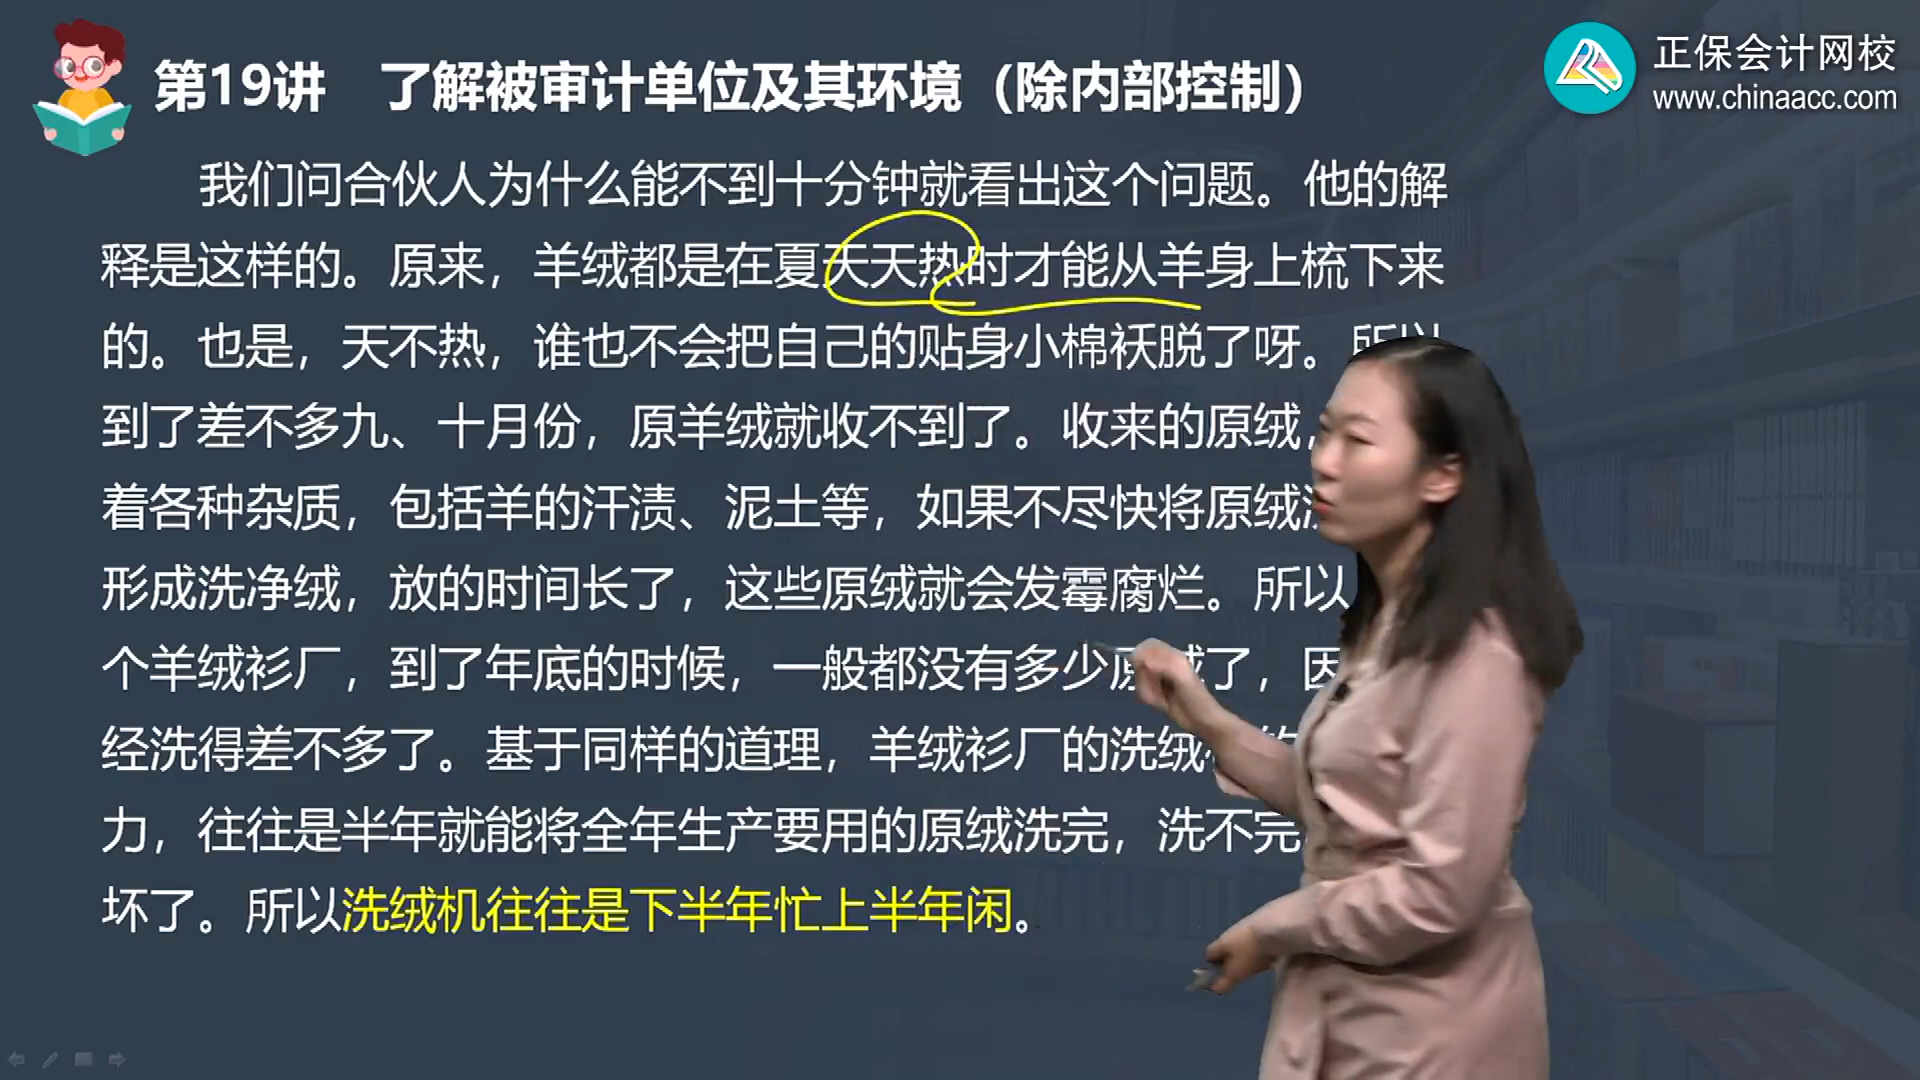 第19讲 了解被审计单位及其环境（除内部控制）
正保会计网校
www.chinaacc.com
我们问合伙人为什么能不到十分钟就看出这个问题。他的解
释是这样的。原来，羊绒都是在夏天天热时才能从羊身上梳下来
的。也是，天不热，谁也不会把自己的贴身小棉袄脱了呀。所以
到了差不多九、十月份，原羊绒就收不到了。收来的原绒，
着各种杂质，包括羊的汗渍、泥土等，如果不尽快将原绒洗
形成洗净绒，放的时间长了，这些原绒就会发霉腐烂。所以
个羊绒衫厂，到了年底的时候，一般都没有多少原绒了，因
经洗得差不多了。基于同样的道理，羊绒衫厂的洗绒机的
力，往往是半年就能将全年生产要用的原绒洗完，洗不完
坏了。所以洗绒机往往是下半年忙上半年闲。